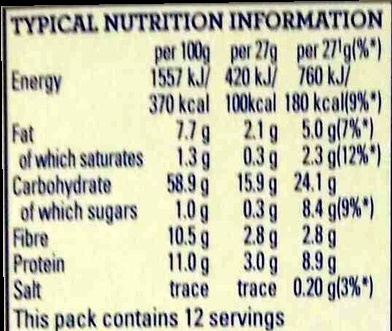 TYPICAL NUTRITION INFORMATION
per 100g per 27g per 27¹g(%*)
Energy 1557 kJ/ 420 kJ/ 760 kJ/
370 kcal 100kcal 180 kcal(9%*)
Fat 7.7 g 2.1 g 5.0 g(7%*)
of which saturates 1.3 g 0.3 g 2.3 g(12%*)
Carbohydrate 58.9 g 15.9 g 24.1 g
of which sugars 1.0 g 0.3 g 8.4 g(9%*)
Fibre 10.5 g 2.8 g 2.8 g
Protein 11.0 g 3.0 g 8.9 g
Salt trace trace 0.20 g(3%*)
This pack contains 12 servings